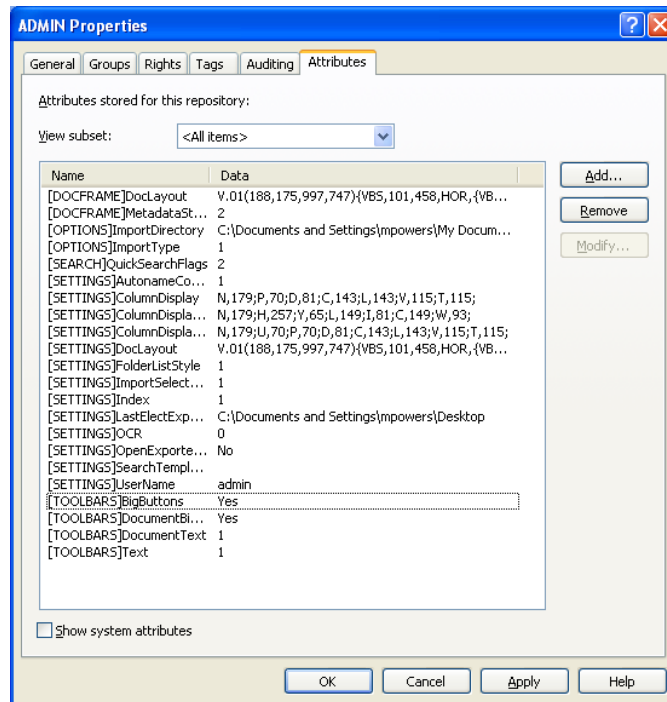 ADMIN Properties
General Groups Rights Tags Auditing Attributes
Attributes stored for this repository:
View subset: <All items>
Name Data
[DOCFRAME]DocLayout V.01(188,175,997,747){VBS,101,458,HOR,{VB...
[DOCFRAME]MetadataSt... 2
[OPTIONS]ImportDirectory C:\Documents and Settings\mpowers\My Docum...
[OPTIONS]ImportType 1
[SEARCH]QuickSearchFlags 2
[SETTINGS]AutonameCo... 1
[SETTINGS]ColumnDisplay N,179;P,70;D,81;C,143;L,143;V,115;T,115;
[SETTINGS]ColumnDispla... N,179;H,257;Y,65;L,149;I,81;C,149;W,93;
[SETTINGS]ColumnDispla... N,179;U,70;P,70;D,81;C,143;L,143;V,115;T,115;
[SETTINGS]DocLayout V.01(188,175,997,747){VBS,101,458,HOR,{VB...
[SETTINGS]FolderListStyle 1
[SETTINGS]ImportSelect... 1
[SETTINGS]Index 1
[SETTINGS]LastElectExp... C:\Documents and Settings\mpowers\Desktop
[SETTINGS]OCR 0
[SETTINGS]OpenExporte... No
[SETTINGS]SearchTempl...
[SETTINGS]UserName admin
[TOOLBARS]BigButtons Yes
[TOOLBARS]DocumentBi... Yes
[TOOLBARS]DocumentText 1
[TOOLBARS]Text 1
Add...
Remove
Modify...
Show system attributes
OK Cancel Apply Help